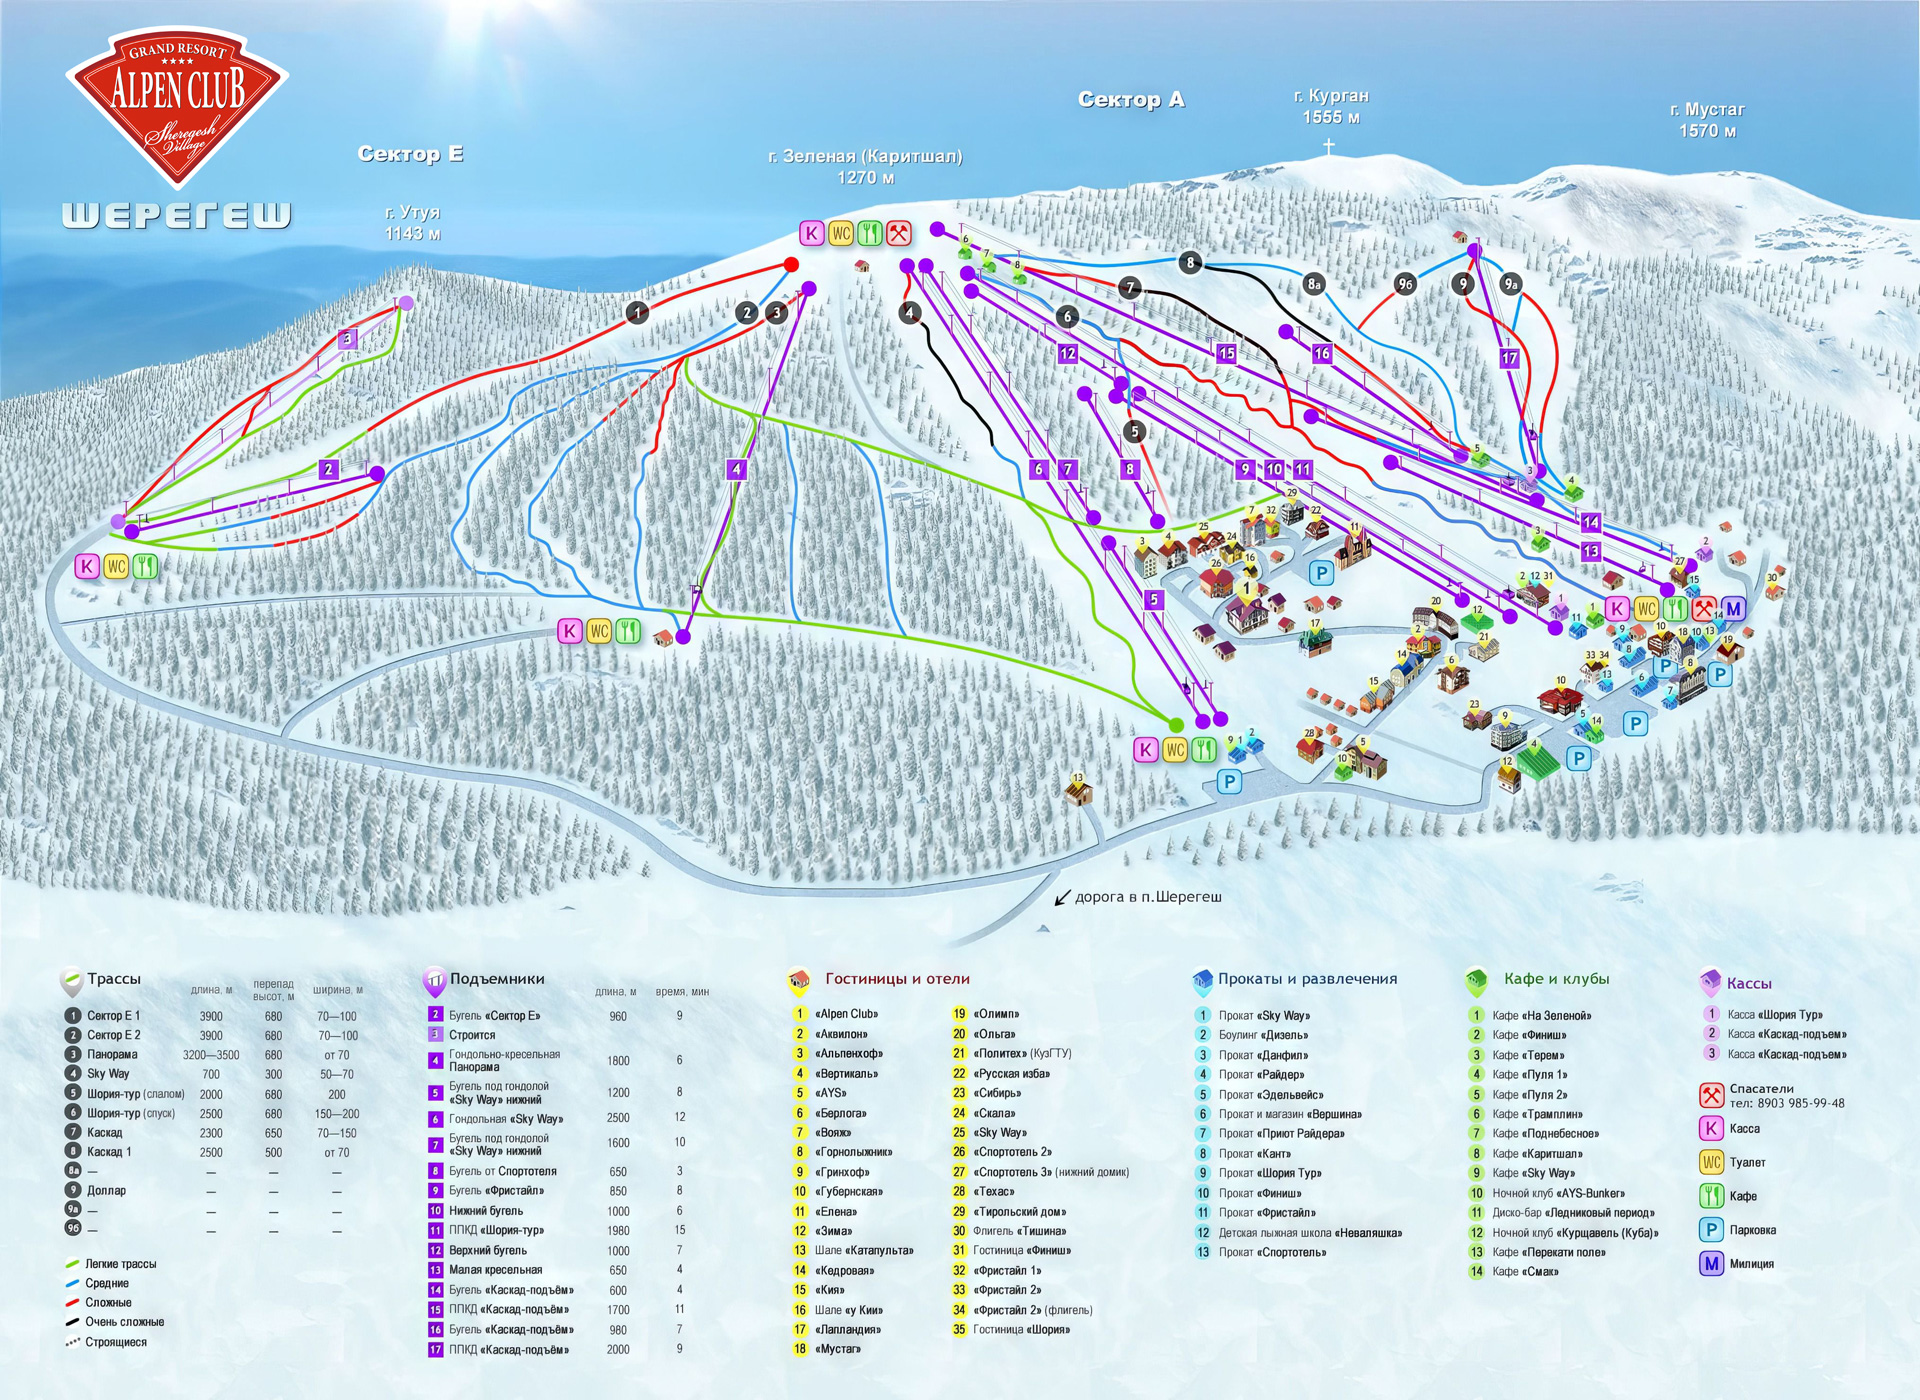 GRAND RESORT
ALPEN CLUB
Sheregesh
Village
ШЕРЕГЕШ
Сектор Е
г. Утуя
1143 м
г. Зеленая (Каритшал)
1270 м
Сектор А
г. Курган
1555 м
г. Мустаг
1570 м
дорога в п.Шерегеш
Трассы
длина, м
перепад
высот, м
ширина, м
1 Сектор Е 1 3900 680 70—100
2 Сектор Е 2 3900 680 70—100
3 Панорама 3200—3500 680 от 70
4 Sky Way 700 300 50—70
5 Шория-тур (слалом) 2000 680 200
6 Шория-тур (спуск) 2500 680 150—200
7 Каскад 2300 650 70—150
8 Каскад 1 2500 500 от 70
8а — — — —
9 Доллар — — —
9а — — — —
9б — — — —
Легкие трассы
Средние
Сложные
Очень сложные
Строящиеся
Подъемники
длина, м
время, мин
2 Бугель «Сектор Е» 960 9
3 Строится
4 Гондольно-кресельная
Панорама 1800 6
5 Бугель под гондолой
«Sky Way» нижний 1200 8
6 Гондольная «Sky Way» 2500 12
7 Бугель под гондолой
«Sky Way» нижний 1600 10
8 Бугель от Спортотеля 650 3
9 Бугель «Фристайл» 850 8
10 Нижний бугель 1000 6
11 ППКД «Шория-тур» 1980 15
12 Верхний бугель 1000 7
13 Малая кресельная 650 4
14 Бугель «Каскад-подъём» 600 4
15 ППКД «Каскад-подъём» 1700 11
16 Бугель «Каскад-подъём» 980 7
17 ППКД «Каскад-подъём» 2000 9
Гостиницы и отели
1 «Alpen Club»
2 «Аквилон»
3 «Альпенхоф»
4 «Вертикаль»
5 «AYS»
6 «Берлога»
7 «Вояж»
8 «Горнолыжник»
9 «Гринхоф»
10 «Губернская»
11 «Елена»
12 «Зима»
13 Шале «Катапульта»
14 «Кедровая»
15 «Кия»
16 Шале «у Кии»
17 «Лапландия»
18 «Мустаг»
19 «Олимп»
20 «Ольга»
21 «Политех» (КузГТУ)
22 «Русская изба»
23 «Сибирь»
24 «Скала»
25 «Sky Way»
26 «Спортотель 2»
27 «Спортотель 3» (нижний домик)
28 «Техас»
29 «Тирольский дом»
30 Флигель «Тишина»
31 Гостиница «Финиш»
32 «Фристайл 1»
33 «Фристайл 2»
34 «Фристайл 2» (флигель)
35 Гостиница «Шория»
Прокаты и развлечения
1 Прокат «Sky Way»
2 Боулинг «Дизель»
3 Прокат «Данфил»
4 Прокат «Райдер»
5 Прокат «Эдельвейс»
6 Прокат и магазин «Вершина»
7 Прокат «Приют Райдера»
8 Прокат «Кант»
9 Прокат «Шория Тур»
10 Прокат «Финиш»
11 Прокат «Фристайл»
12 Детская лыжная школа «Неваляшка»
13 Прокат «Спортотель»
Кафе и клубы
1 Кафе «На Зеленой»
2 Кафе «Финиш»
3 Кафе «Терем»
4 Кафе «Пуля 1»
5 Кафе «Пуля 2»
6 Кафе «Трамплин»
7 Кафе «Поднебесное»
8 Кафе «Каритшал»
9 Кафе «Sky Way»
10 Ночной клуб «AYS-Bunker»
11 Диско-бар «Ледниковый период»
12 Ночной клуб «Курщавель (Куба)»
13 Кафе «Перекати поле»
14 Кафе «Смак»
Кассы
1 Касса «Шория Тур»
2 Касса «Каскад-подъем»
3 Касса «Каскад-подъем»
Спасатели
тел: 8903 985-99-48
К Касса
WC Туалет
Кафе
P Парковка
М Милиция